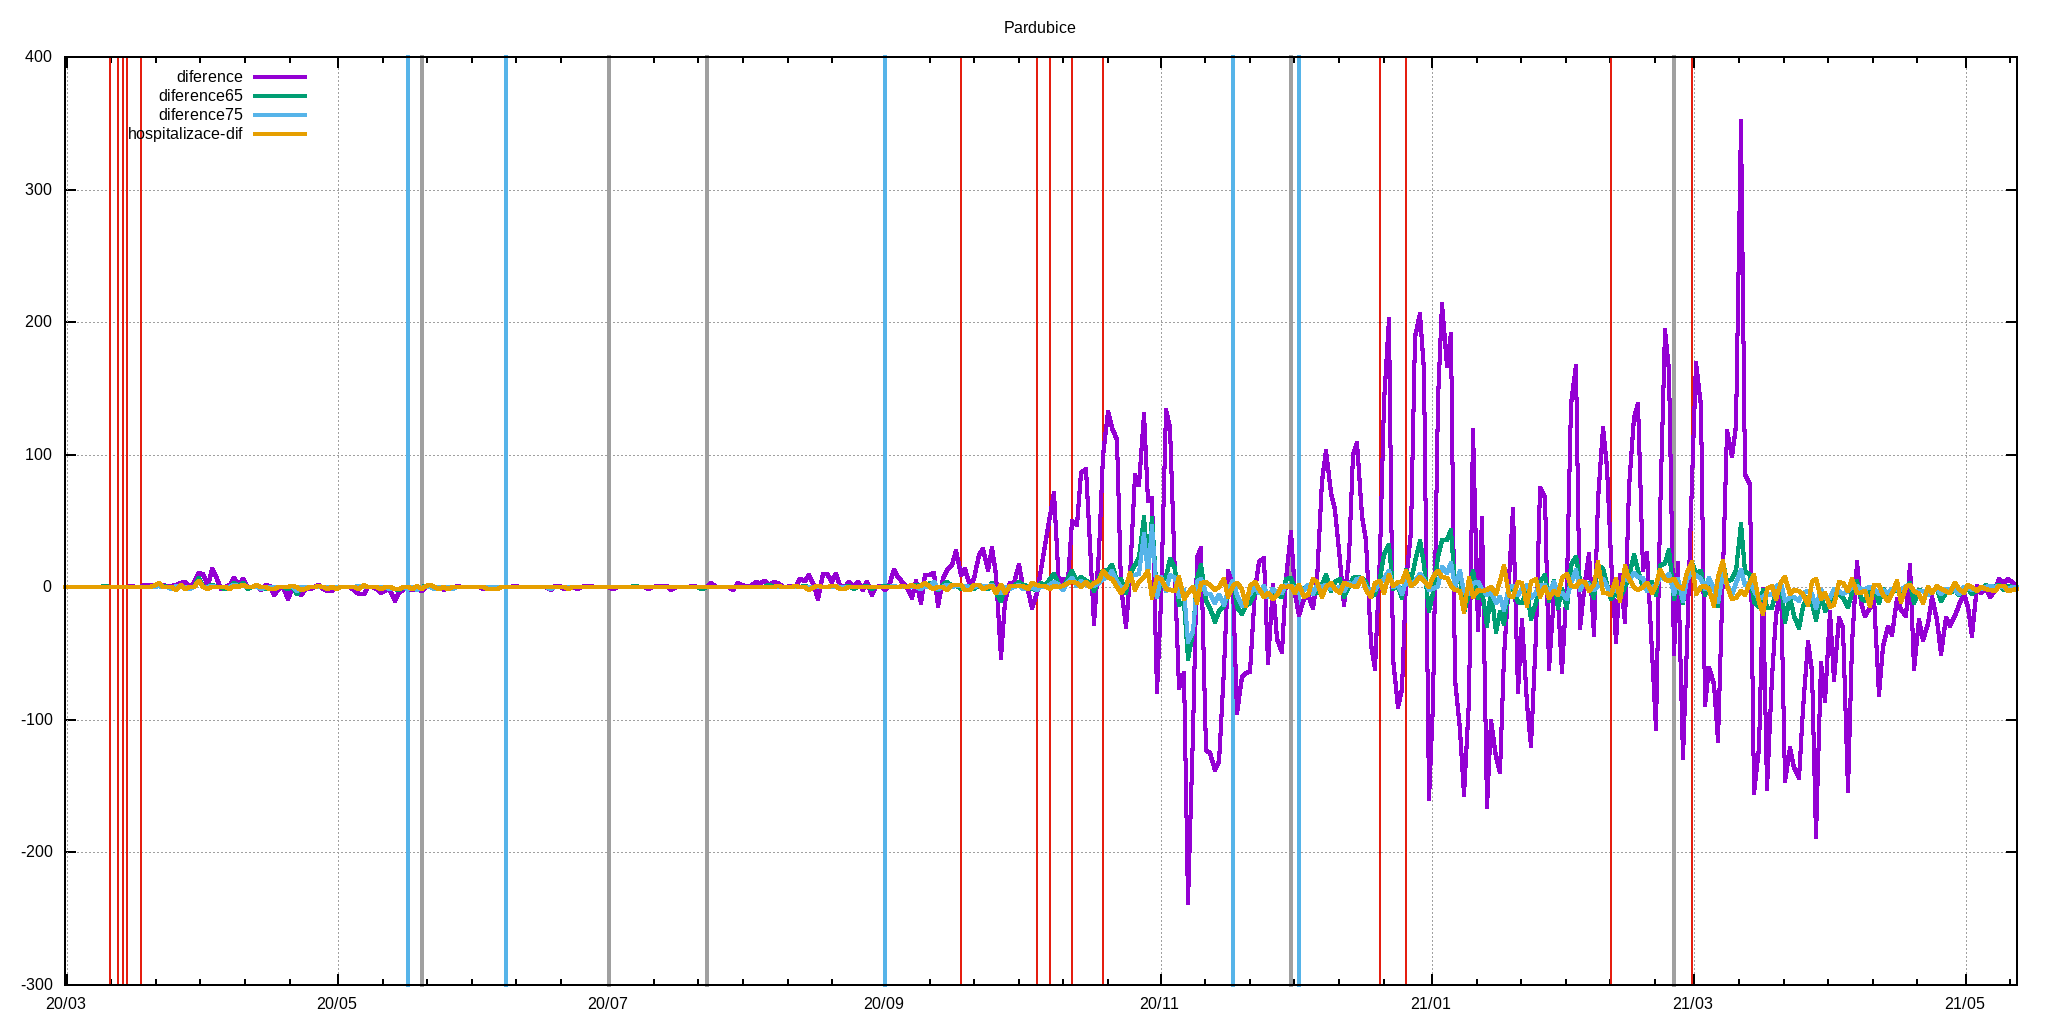 Pardubice
400
300
200
100
0
-100
-200
-300
diference
diference65
diference75
hospitalizace-dif
20/03 20/05 20/07 20/09 20/11 21/01 21/03 21/05